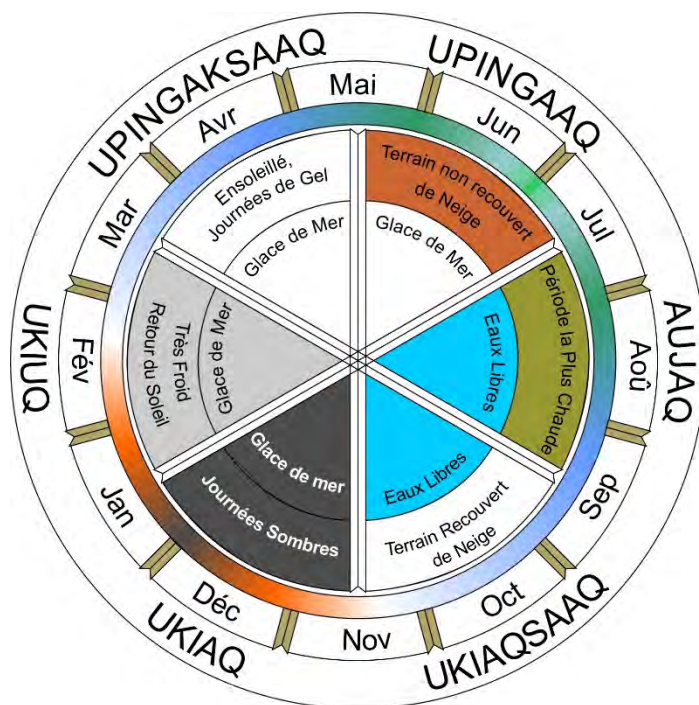 UPINGAKSAAQ
UPINGAAQ
AUJAQ
UKIAQSAAQ
UKIAQ
UKIUQ
Mai
Jun
Jul
Aoû
Sep
Oct
Nov
Déc
Jan
Fév
Mar
Avr
Ensoleillé,
Journées de Gel
Glace de Mer
Terrain non recouvert
de Neige
Glace de Mer
Période la Plus Chaude
Eaux Libres
Eaux Libres
Terrain Recouvert
de Neige
Glace de mer
Journées Sombres
Glace de Mer
Très Froid
Retour du Soleil